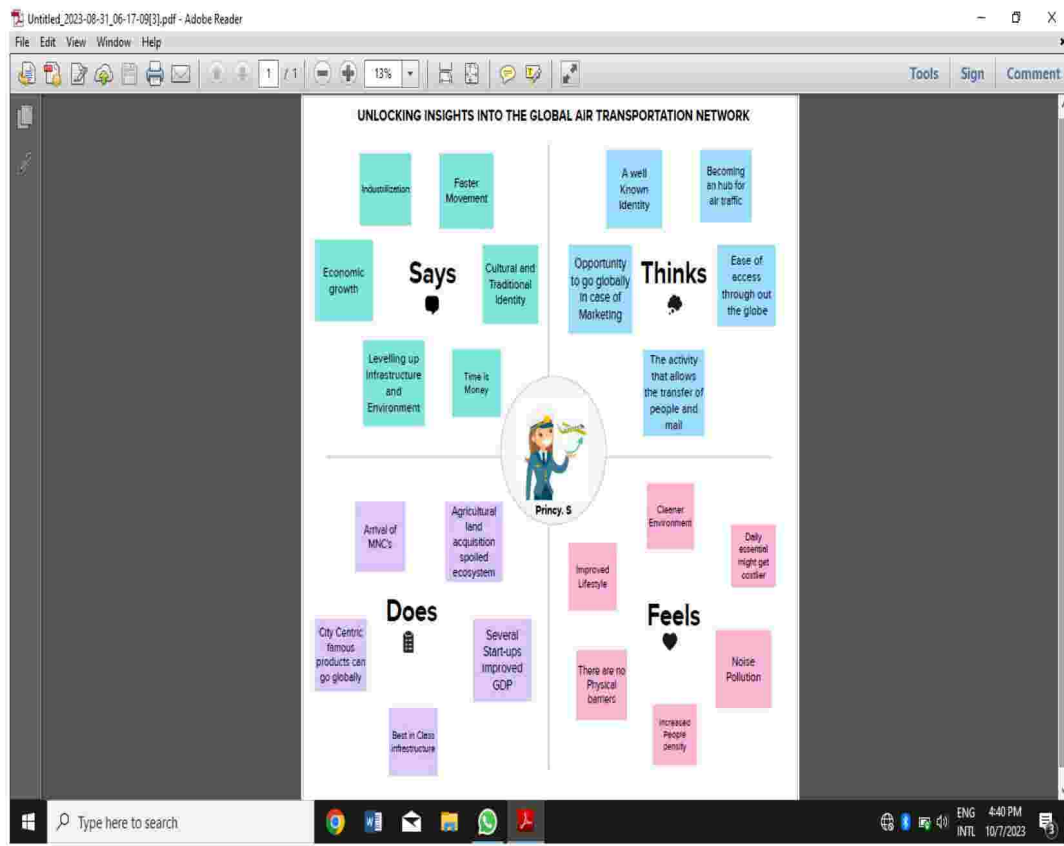 Untitled_2023-08-31_06-17-09[3].pdf - Adobe Reader
File Edit View Window Help
1 / 1
13%
Tools Sign Comment
UNLOCKING INSIGHTS INTO THE GLOBAL AIR TRANSPORTATION NETWORK
Industilization
Faster
Movement
Economic
growth
Says
Cultural and
Traditional
Identity
Levelling up
Infrastructure
and
Environment
Time is
Money
A well
Known
Identity
Becoming
an hub for
air traffic
Opportunity
to go globally
in case of
Marketing
Thinks
Ease of
access
through out
the globe
The activity
that allows
the transfer of
people and
mail
Princy. S
Arrival of
MNC's
Agricultural
land
acquisition
spoiled
ecosystem
Does
City Centric
famous
products can
go globally
Several
Start-ups
improved
GDP
Best in Class
infrastructure
Cleener
Environment
Daily
essential
might get
costlier
Improved
Lifestyle
Feels
There are no
Physical
barriers
Noise
Pollution
Increased
People
density
Type here to search
ENG
INTL
4:40 PM
10/7/2023
3